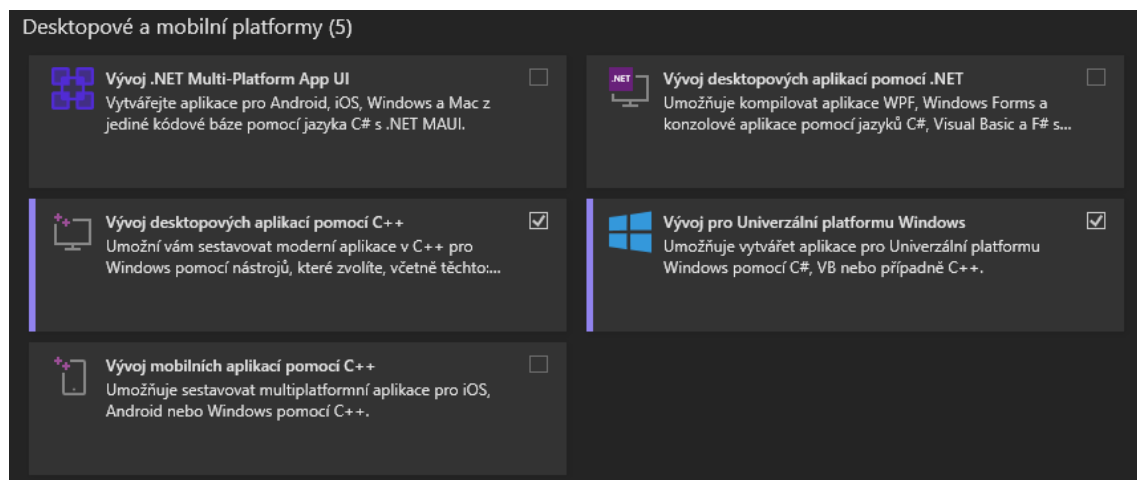 Desktopové a mobilní platformy (5)
Vývoj .NET Multi-Platform App UI
Vytvářejte aplikace pro Android, iOS, Windows a Mac z
jediné kódové báze pomocí jazyka C# s .NET MAUI.
.NET
Vývoj desktopových aplikací pomocí .NET
Umožňuje kompilovat aplikace WPF, Windows Forms a
konzolové aplikace pomocí jazyků C#, Visual Basic a F# s...
Vývoj desktopových aplikací pomocí C++
Umožní vám sestavovat moderní aplikace v C++ pro
Windows pomocí nástrojů, které zvolíte, včetně těchto:...
Vývoj pro Univerzální platformu Windows
Umožňuje vytvářet aplikace pro Univerzální platformu
Windows pomocí C#, VB nebo případně C++.
Vývoj mobilních aplikací pomocí C++
Umožňuje sestavovat multiplatformní aplikace pro iOS,
Android nebo Windows pomocí C++.